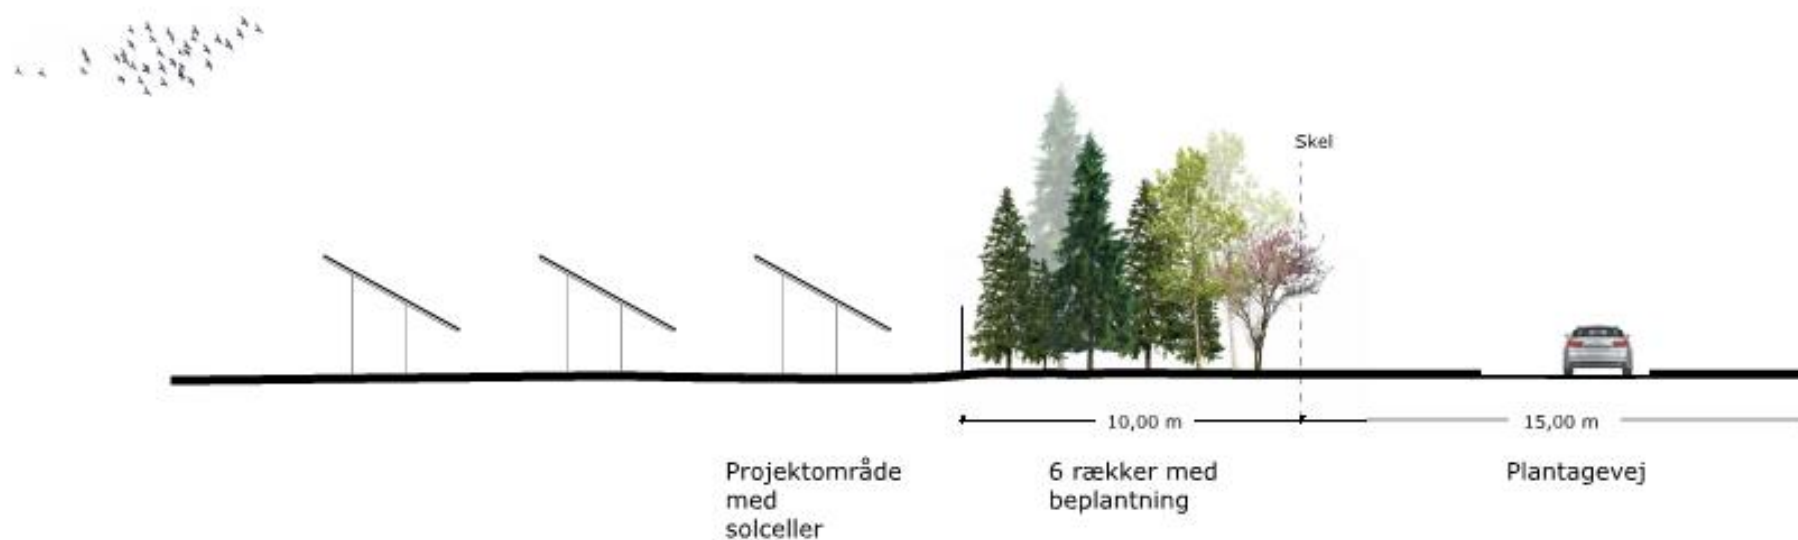 Skel
10,00 m
15,00 m
Projektområde
med
solceller
6 rækker med
beplantning
Plantagevej